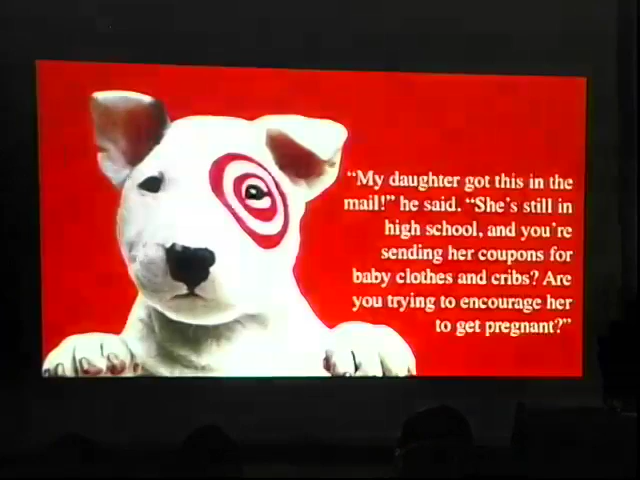 “My daughter got this in the
mail!” he said. “She’s still in
high school, and you’re
sending her coupons for
baby clothes and cribs? Are
you trying to encourage her
to get pregnant?”